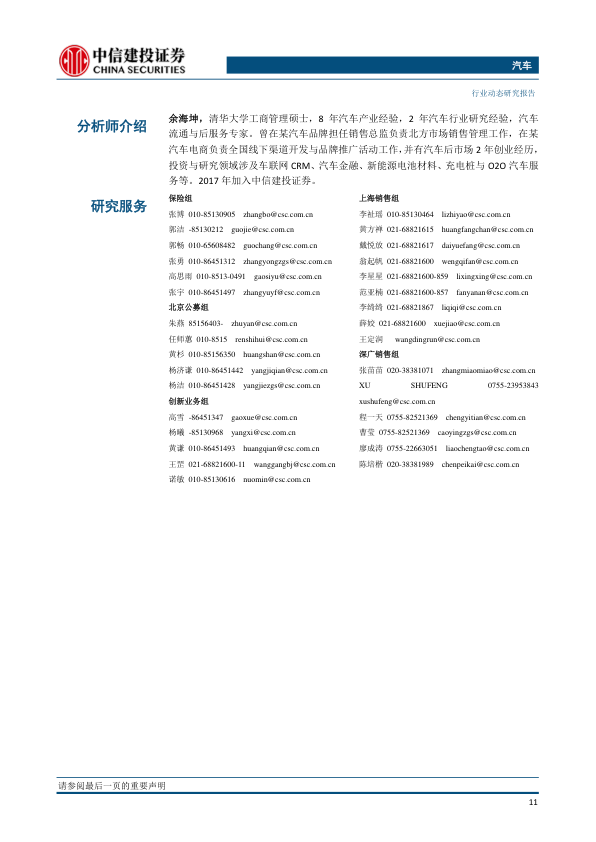 中信建投证券
CHINA SECURITIES
汽车
行业动态研究报告
分析师介绍
余海坤，清华大学工商管理硕士，8 年汽车产业经验，2 年汽车行业研究经验，汽车
流通与后服务专家。曾在某汽车品牌担任销售总监负责北方市场销售管理工作，在某
汽车电商负责全国线下渠道开发与品牌推广活动工作，并有汽车后市场 2 年创业经历，
投资与研究领域涉及车联网 CRM、汽车金融、新能源电池材料、充电桩与 O2O 汽车服
务等。2017 年加入中信建投证券。
研究服务
保险组
张博 010-85130905 zhangbo@csc.com.cn
郭洁 -85130212 guojie@csc.com.cn
郭畅 010-65608482 guochang@csc.com.cn
张勇 010-86451312 zhangyongzgs@csc.com.cn
高思雨 010-8513-0491 gaosiyu@csc.com.cn
张宇 010-86451497 zhangyuyf@csc.com.cn
北京公募组
朱燕 85156403- zhuyan@csc.com.cn
任师蕙 010-8515 renshihui@csc.com.cn
黄杉 010-85156350 huangshan@csc.com.cn
杨济谦 010-86451442 yangjiqian@csc.com.cn
杨洁 010-86451428 yangjiezgs@csc.com.cn
创新业务组
高雪 -86451347 gaoxue@csc.com.cn
杨曦 -85130968 yangxi@csc.com.cn
黄谦 010-86451493 huangqian@csc.com.cn
王罡 021-68821600-11 wanggangbj@csc.com.cn
诺敏 010-85130616 nuomin@csc.com.cn
上海销售组
李祉瑶 010-85130464 lizhiyao@csc.com.cn
黄方禅 021-68821615 huangfangchan@csc.com.cn
戴悦放 021-68821617 daiyuefang@csc.com.cn
翁起帆 021-68821600 wengqifan@csc.com.cn
李星星 021-68821600-859 lixingxing@csc.com.cn
范亚楠 021-68821600-857 fanyanan@csc.com.cn
李绮绮 021-68821867 liqiqi@csc.com.cn
薛姣 021-68821600 xuejiao@csc.com.cn
王定润 wangdingrun@csc.com.cn
深广销售组
张苗苗 020-38381071 zhangmiaomiao@csc.com.cn
XU SHUFENG 0755-23953843
xushufeng@csc.com.cn
程一天 0755-82521369 chengyitian@csc.com.cn
曹莹 0755-82521369 caoyingzgs@csc.com.cn
廖成涛 0755-22663051 liaochengtao@csc.com.cn
陈培楷 020-38381989 chenpeikai@csc.com.cn
请参阅最后一页的重要声明
11